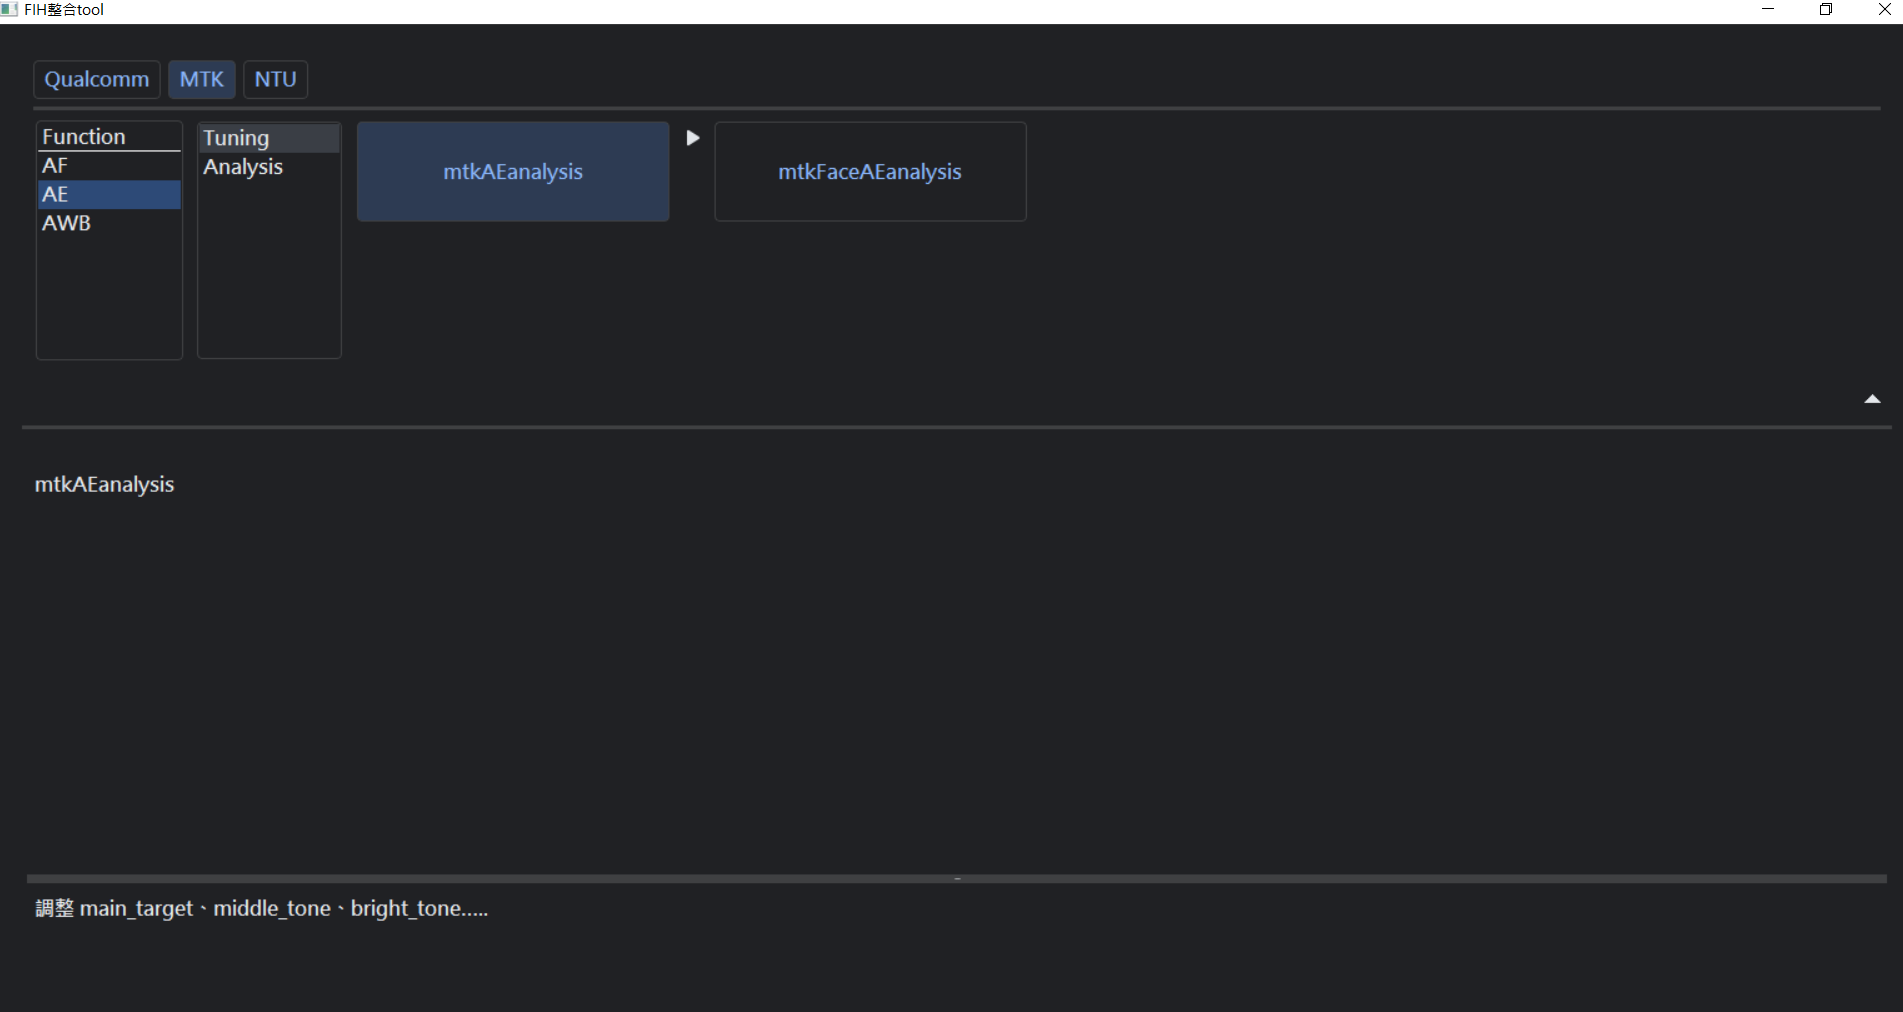 FIH整合tool
Qualcomm MTK NTU
Function
AF
AE
AWB
Tuning
Analysis
mtkAEanalysis
mtkFaceAEanalysis
mtkAEanalysis
調整 main_target、middle_tone、bright_tone.....